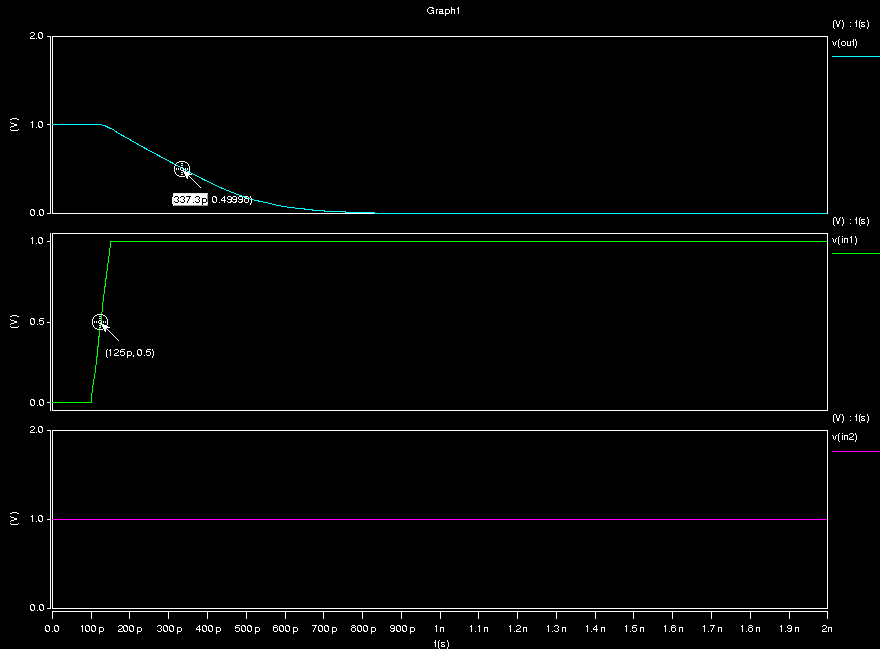 Graph1
(V) : t(s)
v(out)
2.0
1.0
0.0
(V)
(337.3p, 0.49996)
(V) : t(s)
v(in1)
1.0
0.5
0.0
(V)
(125p, 0.5)
(V) : t(s)
v(in2)
2.0
1.0
0.0
(V)
0.0 100p 200p 300p 400p 500p 600p 700p 800p 900p 1n 1.1n 1.2n 1.3n 1.4n 1.5n 1.6n 1.7n 1.8n 1.9n 2n
t(s)